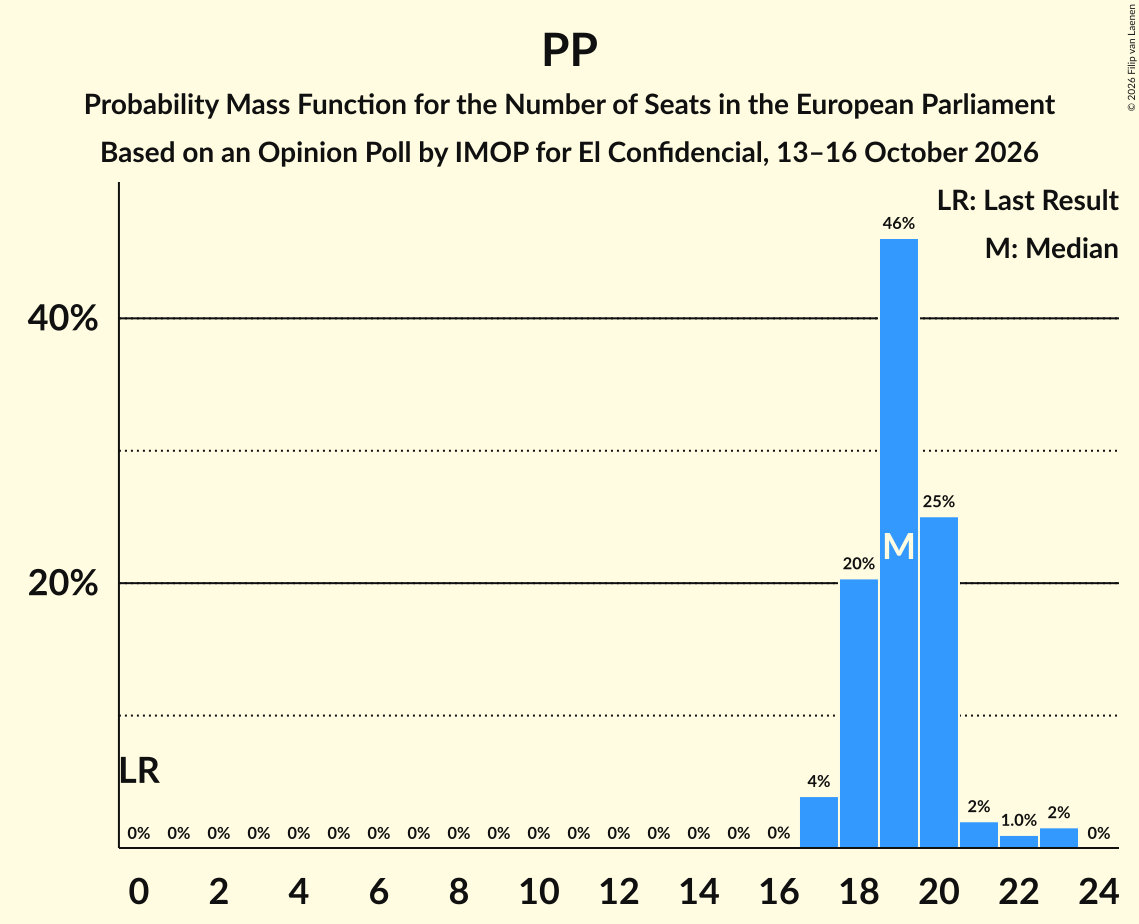 PP
Probability Mass Function for the Number of Seats in the European Parliament
Based on an Opinion Poll by IMOP for El Confidencial, 13–16 October 2026
© 2026 Filip van Laenen
LR: Last Result
M: Median
46%
40%
25%
M
20%
20%
LR
4%
2%
1.0%
2%
0% 0% 0% 0% 0% 0% 0% 0% 0% 0% 0% 0% 0% 0% 0% 0% 0% 0%
0 2 4 6 8 10 12 14 16 18 20 22 24